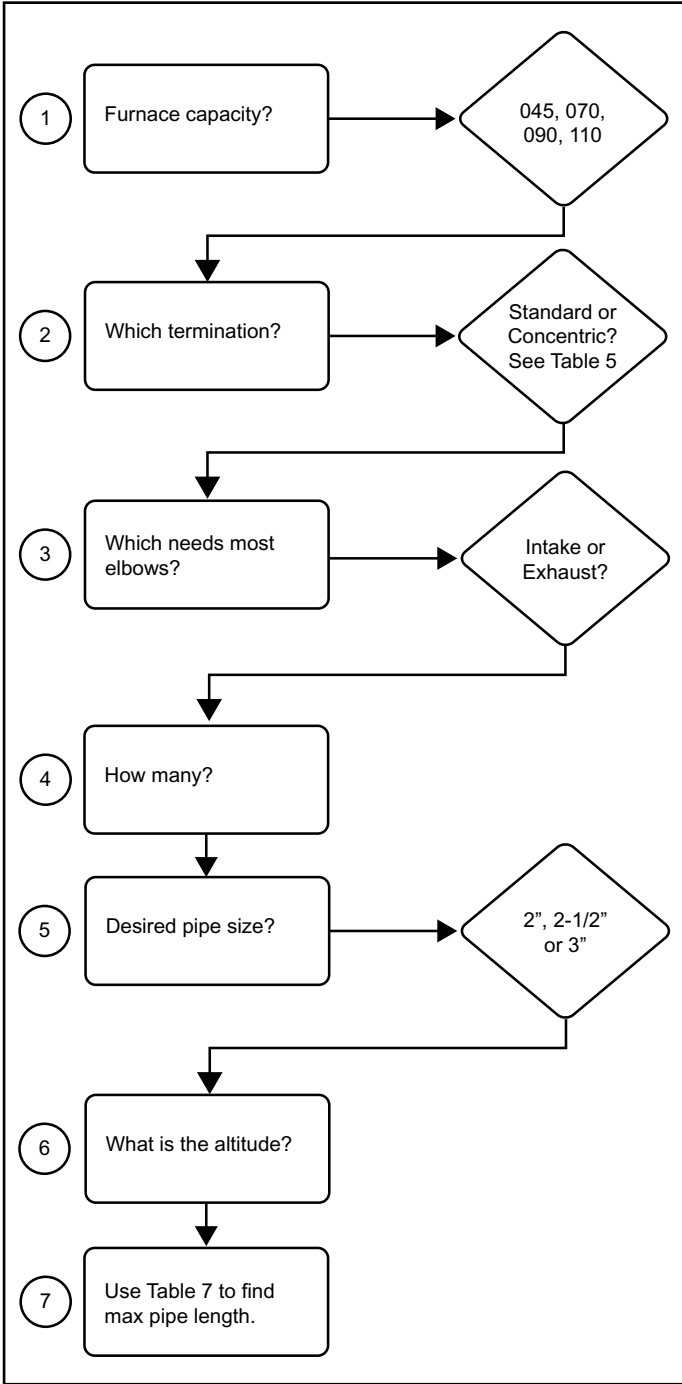 1
Furnace capacity?
045, 070,
090, 110
2
Which termination?
Standard or
Concentric?
See Table 5
3
Which needs most
elbows?
Intake or
Exhaust?
4
How many?
5
Desired pipe size?
2”, 2-1/2”
or 3”
6
What is the altitude?
7
Use Table 7 to find
max pipe length.